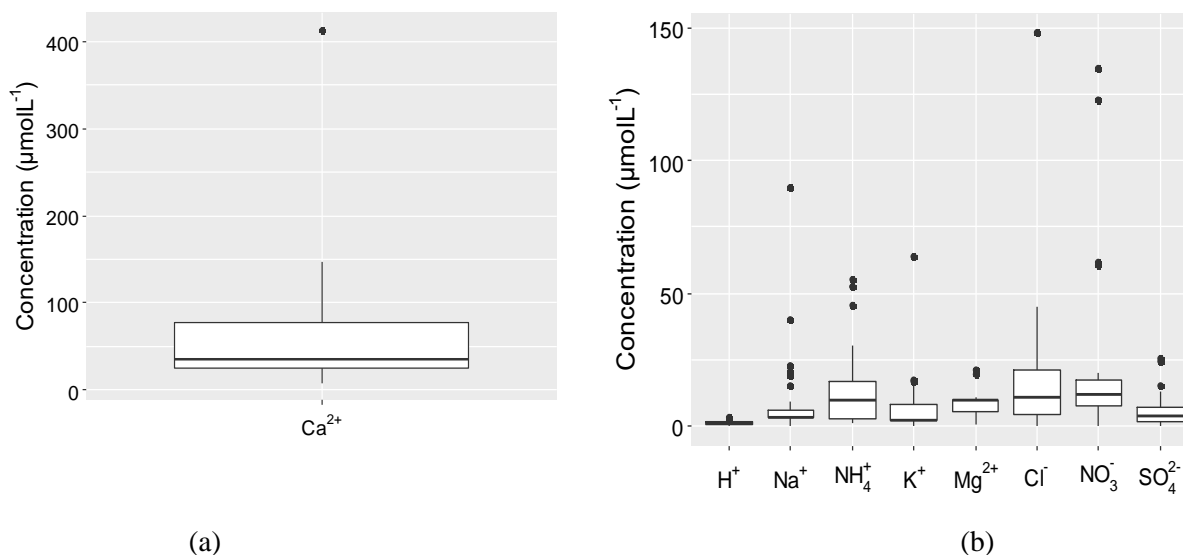 Concentration (µmolL⁻¹)
400
300
200
100
0
Ca²⁺
(a)
Concentration (µmolL⁻¹)
150
100
50
0
H⁺ Na⁺ NH₄⁺ K⁺ Mg²⁺ Cl⁻ NO₃⁻ SO₄²⁻
(b)